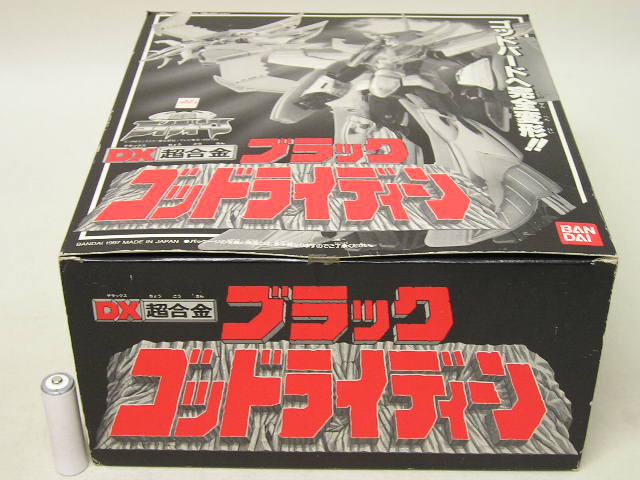 ゴッドバードへ完全変形!!
DX 超合金 ブラック
ゴッドライディーン
BANDAI 1997 MADE IN JAPAN
BAN
DAI
デラックス ちょう ごう きん
DX 超合金 ブラック
ゴッドライディーン